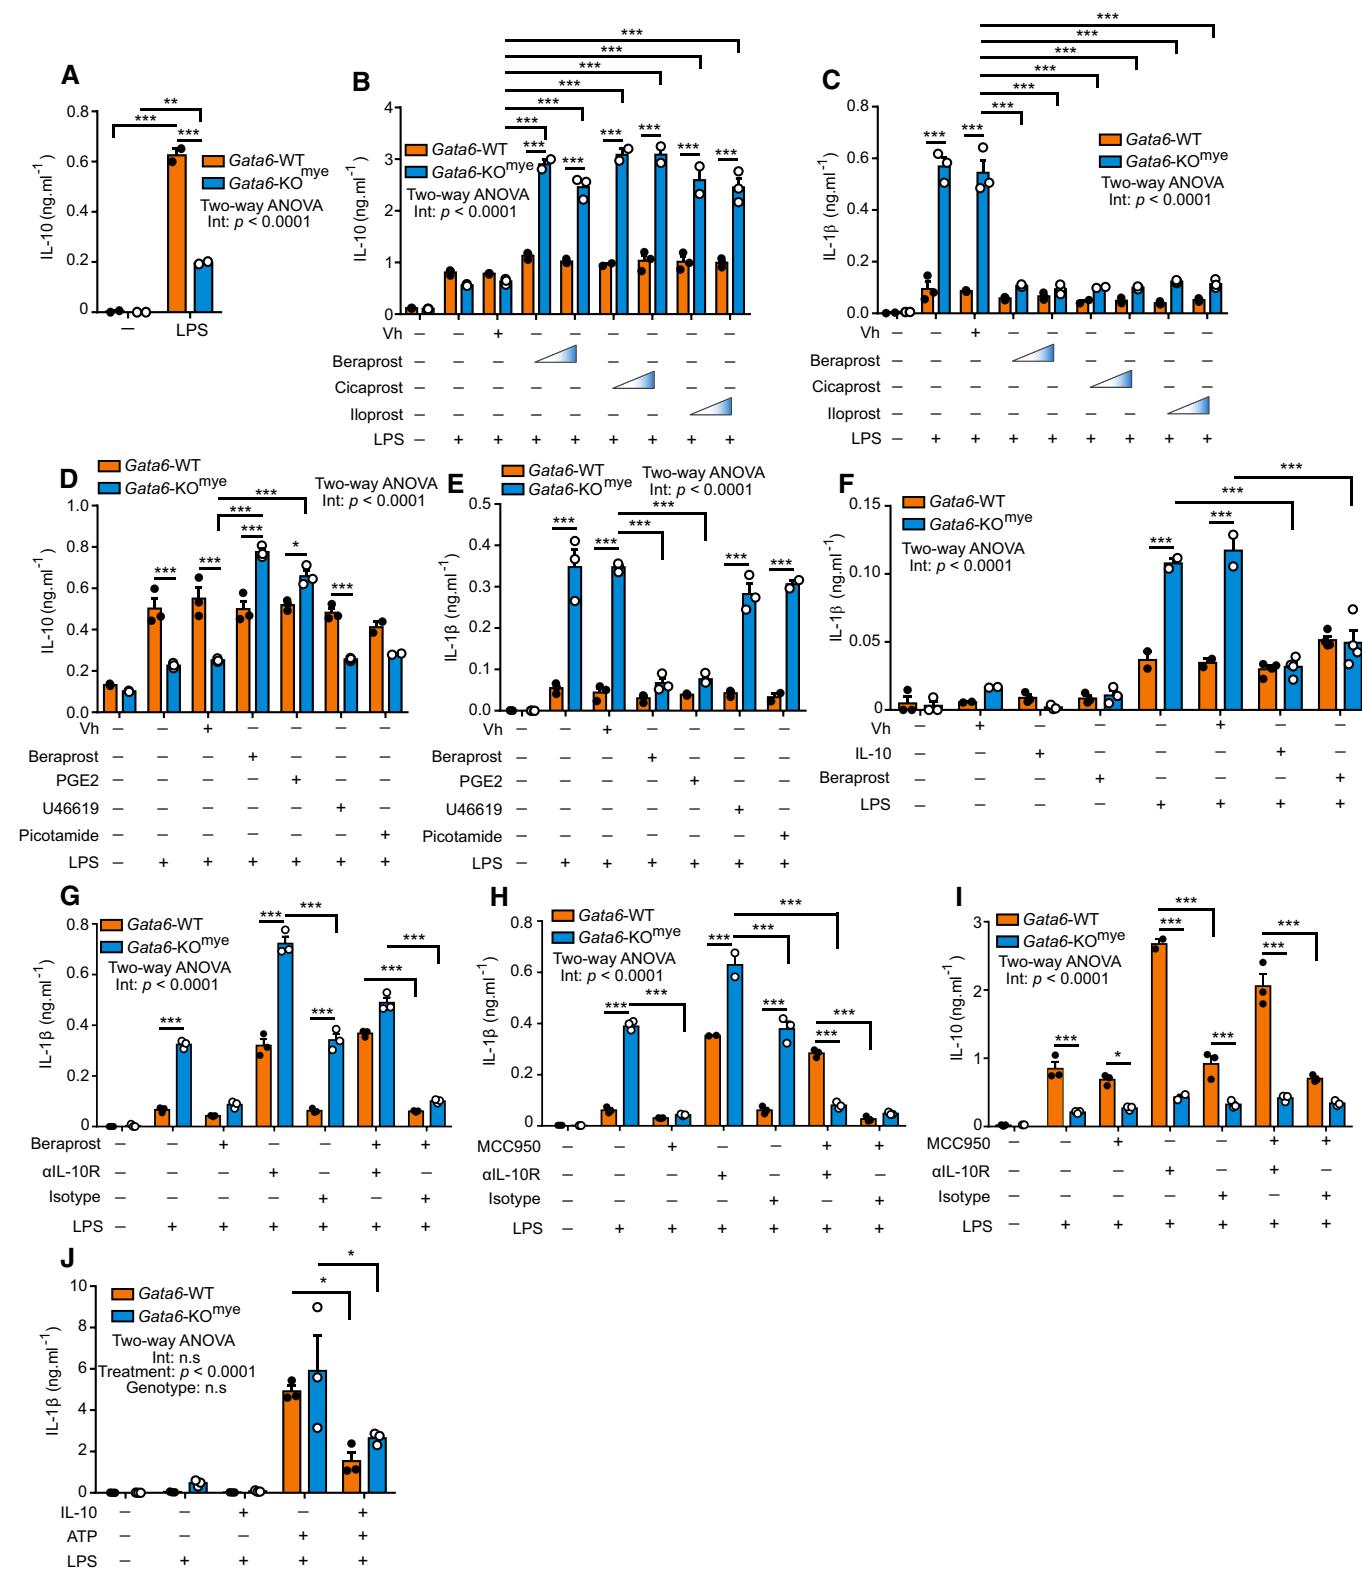 A
0.8
0.6
0.4
0.2
0
IL-10 (ng.ml-1)
**
***
***
Gata6-WT
Gata6-KOmye
Two-way ANOVA
Int: p < 0.0001
– LPS
B
4
3
2
1
0
IL-10 (ng.ml-1)
***
***
***
***
***
***
*** *** *** *** *** ***
Gata6-WT
Gata6-KOmye
Two-way ANOVA
Int: p < 0.0001
Vh – – + – – – – – –
Beraprost – – – – – – –
Cicaprost – – – – – – –
Iloprost – – – – – – –
LPS – + + + + + + + +
C
0.8
0.6
0.4
0.2
0.0
IL-1β (ng.ml-1)
***
***
***
***
***
***
*** ***
Gata6-WT
Gata6-KOmye
Two-way ANOVA
Int: p < 0.0001
Vh – – + – – – – – –
Beraprost – – – – – – –
Cicaprost – – – – – – –
Iloprost – – – – – – –
LPS – + + + + + + + +
D
Gata6-WT
Gata6-KOmye
Two-way ANOVA
Int: p < 0.0001
1.0
0.8
0.6
0.4
0.2
0.0
IL-10 (ng.ml-1)
***
***
*** *** *** * ***
Vh – – + – – – –
Beraprost – – – + – – –
PGE2 – – – – + – –
U46619 – – – – – + –
Picotamide – – – – – – +
LPS – + + + + + +
E
Gata6-WT
Gata6-KOmye
Two-way ANOVA
Int: p < 0.0001
0.5
0.4
0.3
0.2
0.1
0.0
IL-1β (ng.ml-1)
***
***
*** *** *** ***
Vh – – + – – – –
Beraprost – – – + – – –
PGE2 – – – – + – –
U46619 – – – – – + –
Picotamide – – – – – – +
LPS – + + + + + +
F
Gata6-WT
Gata6-KOmye
Two-way ANOVA
Int: p < 0.0001
0.15
0.10
0.05
0
IL-1β (ng.ml-1)
***
***
*** ***
Vh – + – – – + – –
IL-10 – – + – – – + –
Beraprost – – – + – – – +
LPS – – – – + + + +
G
Gata6-WT
Gata6-KOmye
Two-way ANOVA
Int: p < 0.0001
0.8
0.6
0.4
0.2
0
IL-1β (ng.ml-1)
*** ***
***
***
*** ***
Beraprost – – + – – + +
αIL-10R – – – + – + –
Isotype – – – – + – +
LPS – + + + + + +
H
Gata6-WT
Gata6-KOmye
Two-way ANOVA
Int: p < 0.0001
0.8
0.6
0.4
0.2
0
IL-1β (ng.ml-1)
***
***
***
*** *** *** ***
***
MCC950 – – + – – + +
αIL-10R – – – + – + –
Isotype – – – – + – +
LPS – + + + + + +
I
Gata6-WT
Gata6-KOmye
Two-way ANOVA
Int: p < 0.0001
3
2
1
0
IL-10 (ng.ml-1)
***
***
***
***
*** * ***
MCC950 – – + – – + +
αIL-10R – – – + – + –
Isotype – – – – + – +
LPS – + + + + + +
J
Gata6-WT
Gata6-KOmye
Two-way ANOVA
Int: n.s
Treatment: p < 0.0001
Genotype: n.s
10
8
6
4
2
0
IL-1β (ng.ml-1)
*
*
IL-10 – – + – +
ATP – – – + +
LPS – + + + +